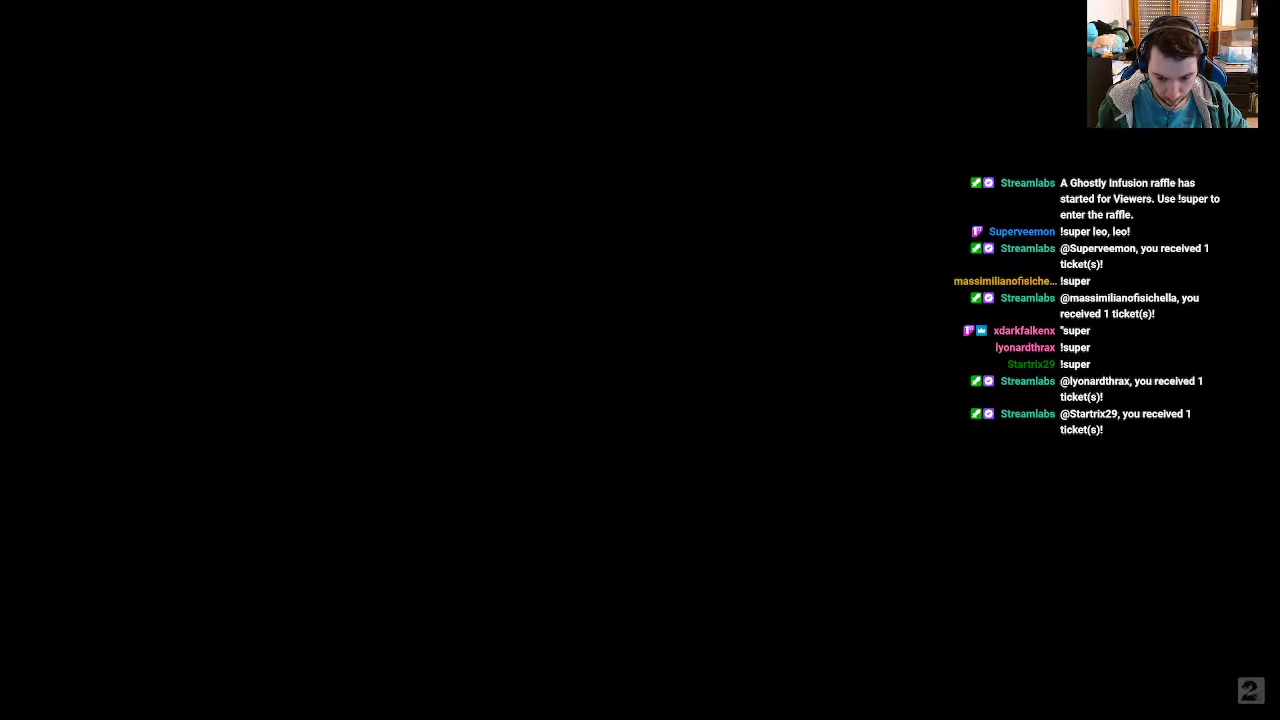 Streamlabs A Ghostly Infusion raffle has
started for Viewers. Use !super to
enter the raffle.
Superveemon !super leo, leo!
Streamlabs @Superveemon, you received 1
ticket(s)!
massimilianofisiche... !super
Streamlabs @massimilianofisichella, you
received 1 ticket(s)!
xdarkfalkenx "super
lyonardthrax !super
Startrix29 !super
Streamlabs @lyonardthrax, you received 1
ticket(s)!
Streamlabs @Startrix29, you received 1
ticket(s)!
2